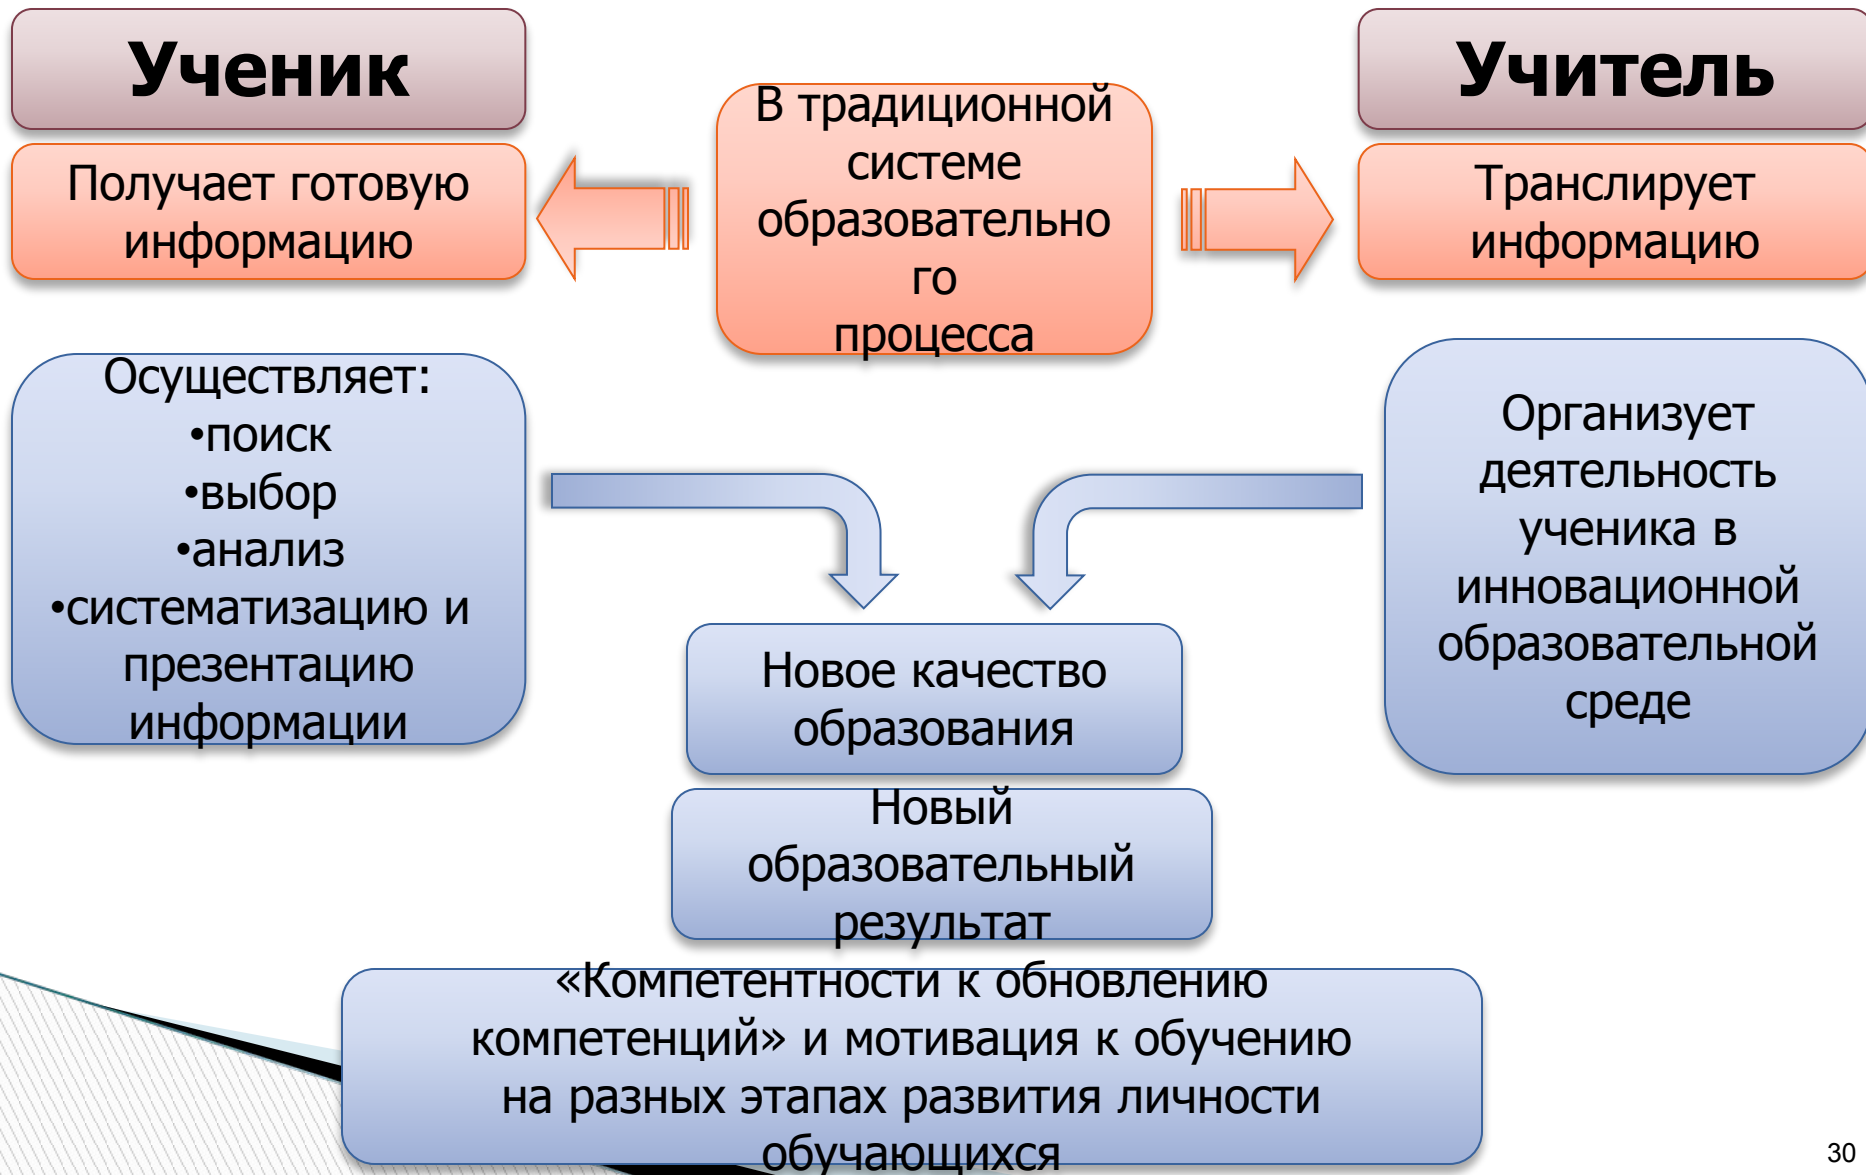 Ученик
Учитель
Получает готовую
информацию
В традиционной
системе
образовательно
го
процесса
Транслирует
информацию
Осуществляет:
•поиск
•выбор
•анализ
•систематизацию и
презентацию
информации
Организует
деятельность
ученика в
инновационной
образовательной
среде
Новое качество
образования
Новый
образовательный
результат
«Компетентности к обновлению
компетенций» и мотивация к обучению
на разных этапах развития личности
обучающихся
30